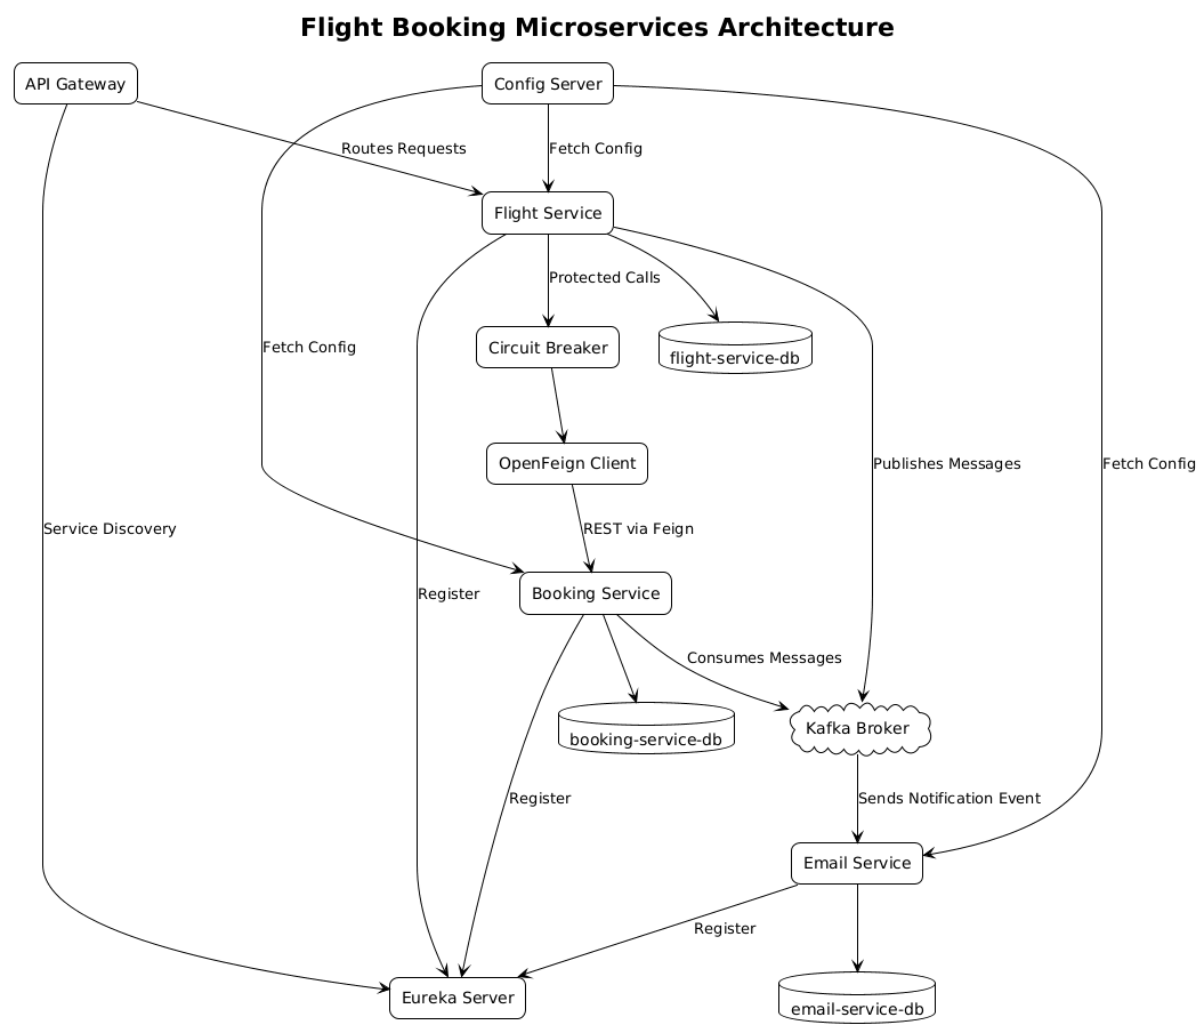 Flight Booking Microservices Architecture
API Gateway
Config Server
Routes Requests
Fetch Config
Flight Service
Protected Calls
Fetch Config
Circuit Breaker
flight-service-db
OpenFeign Client
Publishes Messages
Fetch Config
Service Discovery
REST via Feign
Register
Booking Service
Consumes Messages
booking-service-db
Kafka Broker
Register
Sends Notification Event
Email Service
Register
Eureka Server
email-service-db